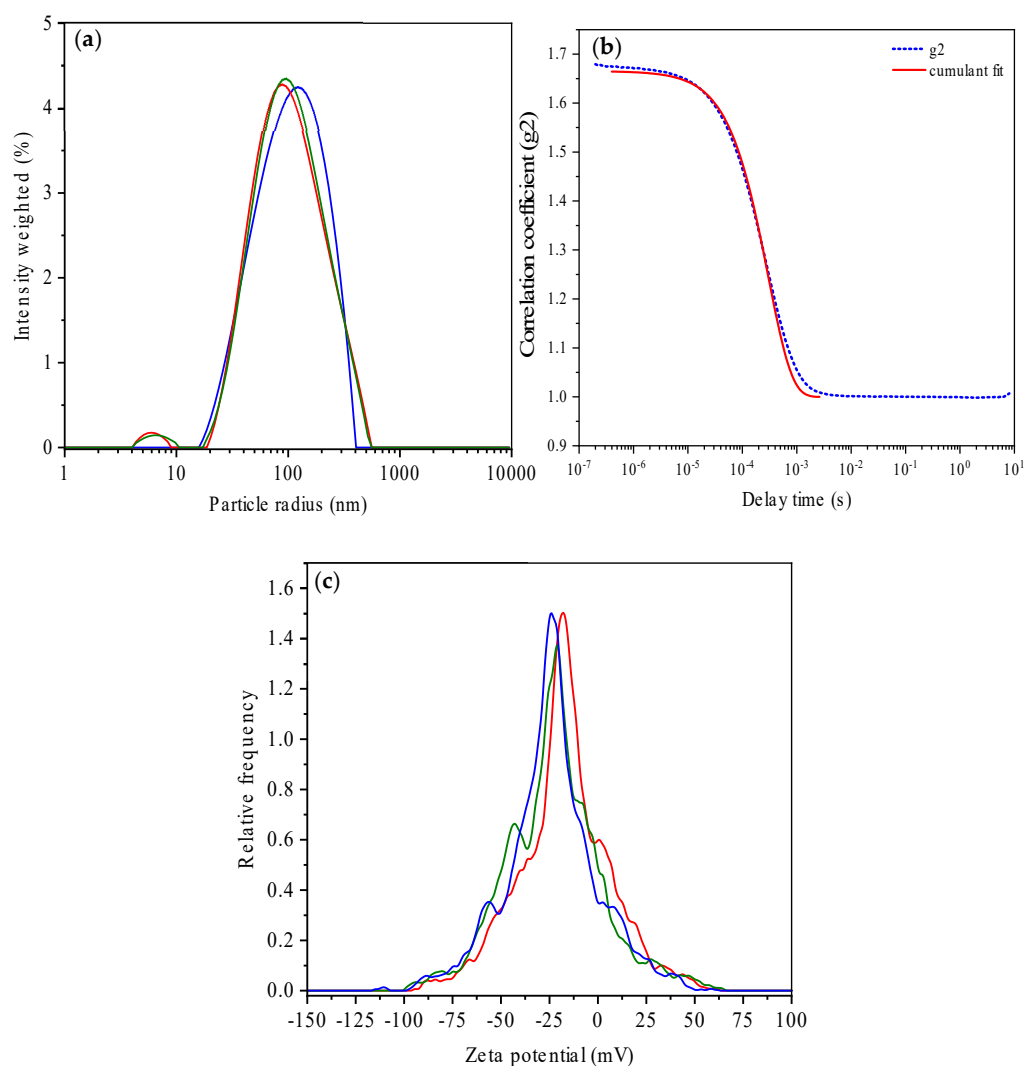 (a)
Intensity weighted (%)
5
4
3
2
1
0
1 10 100 1000 10000
Particle radius (nm)
(b)
g2
cumulant fit
Correlation coefficient (g2)
1.7
1.6
1.5
1.4
1.3
1.2
1.1
1.0
0.9
10⁻⁷ 10⁻⁶ 10⁻⁵ 10⁻⁴ 10⁻³ 10⁻² 10⁻¹ 10⁰ 10¹
Delay time (s)
(c)
Relative frequency
1.6
1.4
1.2
1.0
0.8
0.6
0.4
0.2
0.0
-150 -125 -100 -75 -50 -25 0 25 50 75 100
Zeta potential (mV)